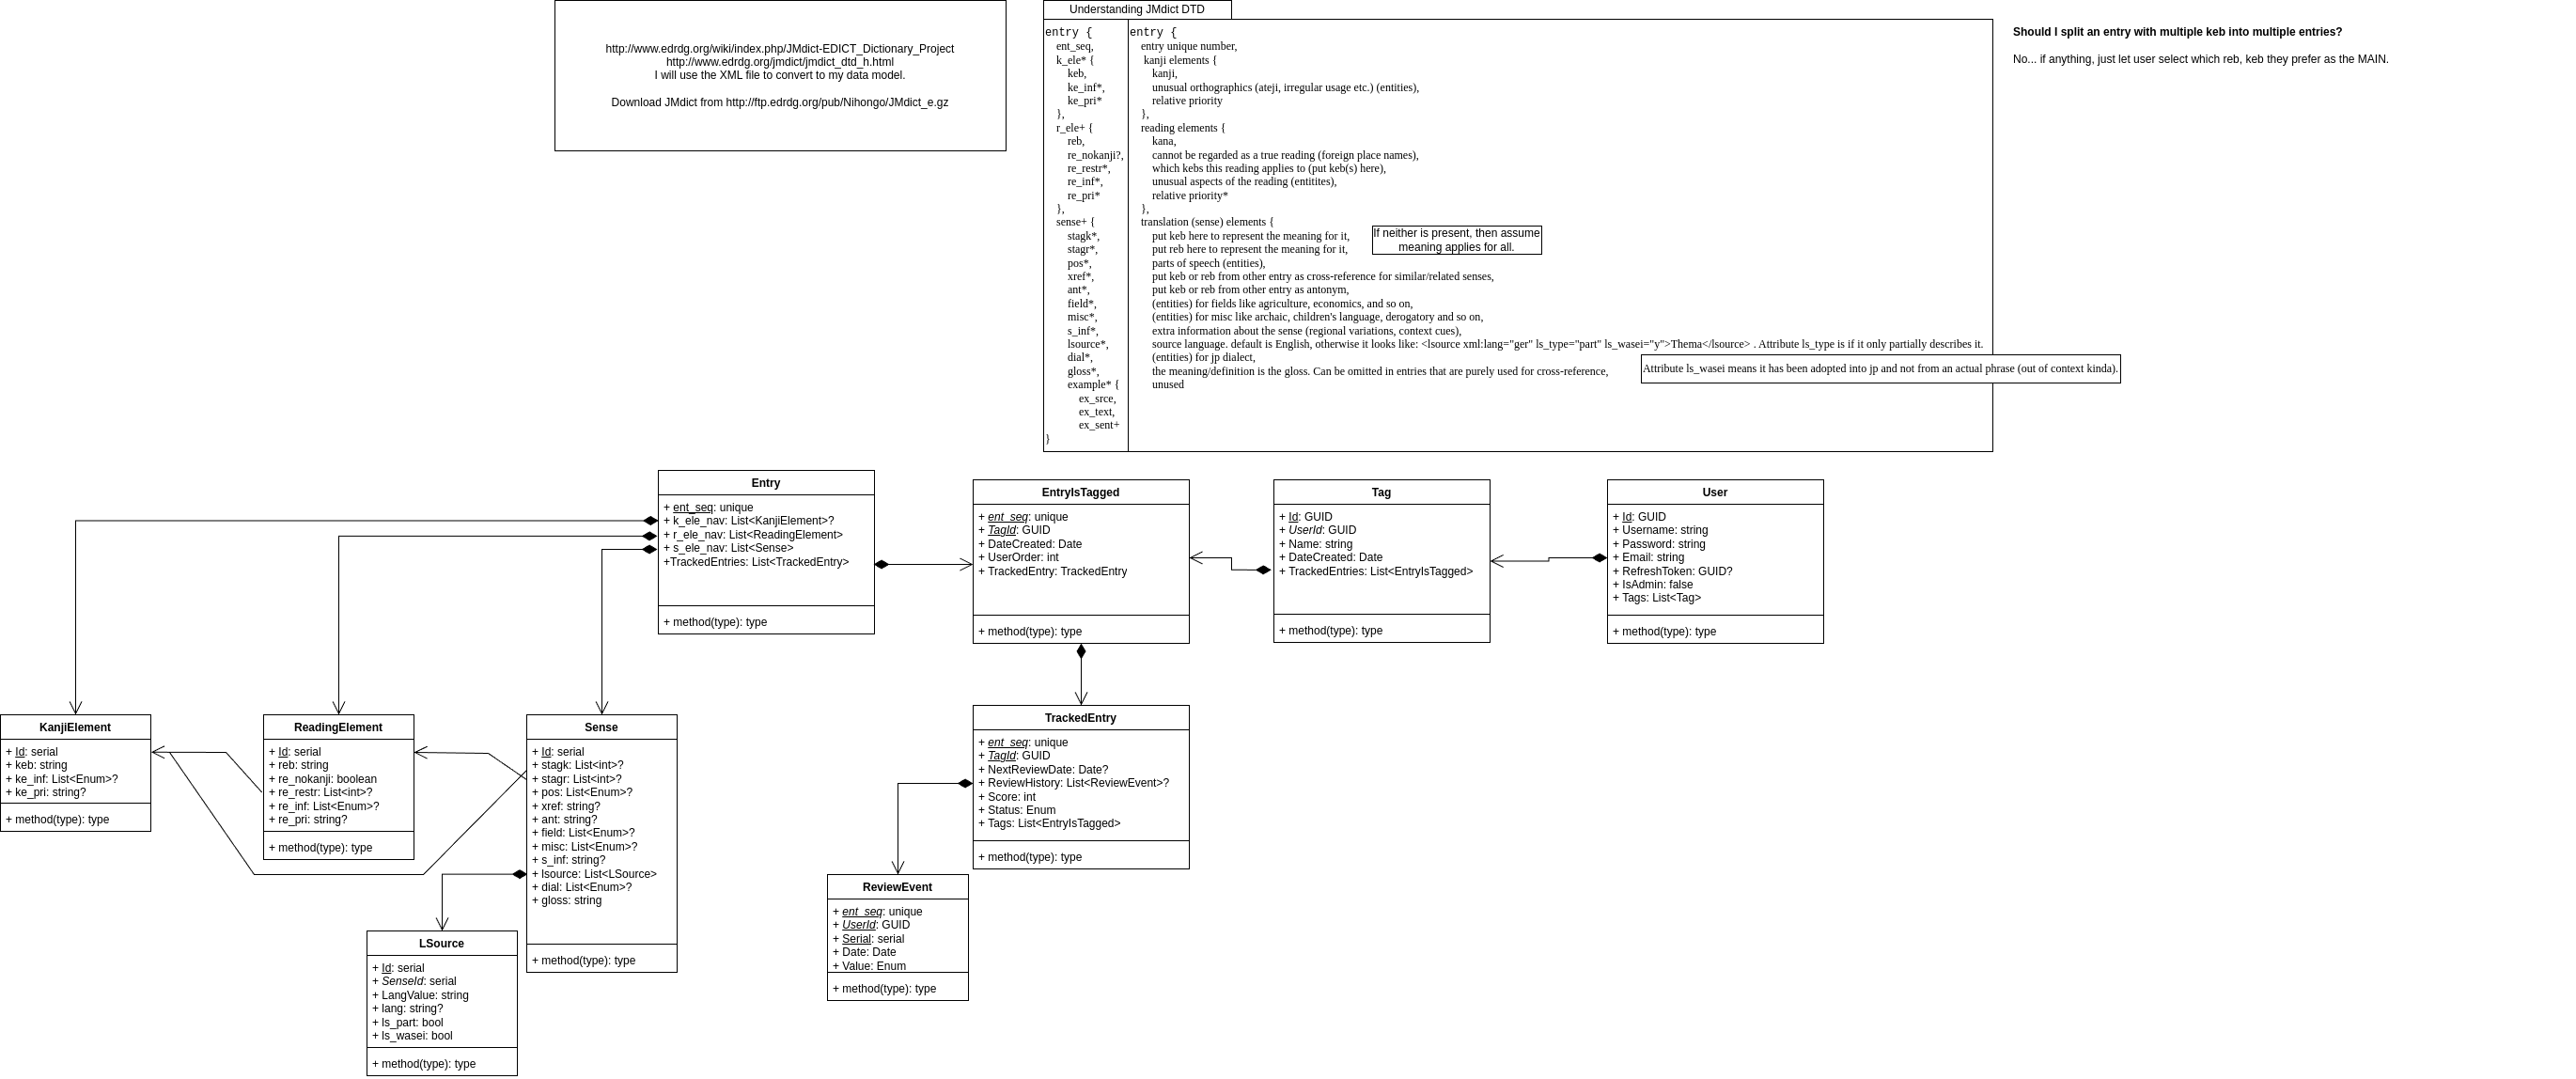 http://www.edrdg.org/wiki/index.php/JMdict-EDICT_Dictionary_Project
http://www.edrdg.org/jmdict/jmdict_dtd_h.html
I will use the XML file to convert to my data model.
Download JMdict from http://ftp.edrdg.org/pub/Nihongo/JMdict_e.gz
Understanding JMdict DTD
entry {
ent_seq,
k_ele* {
keb,
ke_inf*,
ke_pri*
},
r_ele+ {
reb,
re_nokanji?,
re_restr*,
re_inf*,
re_pri*
},
sense+ {
stagk*,
stagr*,
pos*,
xref*,
ant*,
field*,
misc*,
s_inf*,
lsource*,
dial*,
gloss*,
example* {
ex_srce,
ex_text,
ex_sent+
}
entry {
entry unique number,
kanji elements {
kanji,
unusual orthographics (ateji, irregular usage etc.) (entities),
relative priority
},
reading elements {
kana,
cannot be regarded as a true reading (foreign place names),
which kebs this reading applies to (put keb(s) here),
unusual aspects of the reading (entitites),
relative priority*
},
translation (sense) elements {
put keb here to represent the meaning for it,
put reb here to represent the meaning for it,
parts of speech (entities),
put keb or reb from other entry as cross-reference for similar/related senses,
put keb or reb from other entry as antonym,
(entities) for fields like agriculture, economics, and so on,
(entities) for misc like archaic, children's language, derogatory and so on,
extra information about the sense (regional variations, context cues),
source language. default is English, otherwise it looks like: <lsource xml:lang="ger" ls_type="part" ls_wasei="y">Thema</lsource> . Attribute ls_type is if it only partially describes it.
(entities) for jp dialect,
the meaning/definition is the gloss. Can be omitted in entries that are purely used for cross-reference,
unused
If neither is present, then assume
meaning applies for all.
Attribute ls_wasei means it has been adopted into jp and not from an actual phrase (out of context kinda).
Should I split an entry with multiple keb into multiple entries?
No... if anything, just let user select which reb, keb they prefer as the MAIN.
Entry
+ ent_seq: unique
+ k_ele_nav: List<KanjiElement>?
+ r_ele_nav: List<ReadingElement>
+ s_ele_nav: List<Sense>
+TrackedEntries: List<TrackedEntry>
+ method(type): type
EntryIsTagged
+ ent_seq: unique
+ TagId: GUID
+ DateCreated: Date
+ UserOrder: int
+ TrackedEntry: TrackedEntry
+ method(type): type
Tag
+ Id: GUID
+ UserId: GUID
+ Name: string
+ DateCreated: Date
+ TrackedEntries: List<EntryIsTagged>
+ method(type): type
User
+ Id: GUID
+ Username: string
+ Password: string
+ Email: string
+ RefreshToken: GUID?
+ IsAdmin: false
+ Tags: List<Tag>
+ method(type): type
KanjiElement
+ Id: serial
+ keb: string
+ ke_inf: List<Enum>?
+ ke_pri: string?
+ method(type): type
ReadingElement
+ Id: serial
+ reb: string
+ re_nokanji: boolean
+ re_restr: List<int>?
+ re_inf: List<Enum>?
+ re_pri: string?
+ method(type): type
Sense
+ Id: serial
+ stagk: List<int>?
+ stagr: List<int>?
+ pos: List<Enum>?
+ xref: string?
+ ant: string?
+ field: List<Enum>?
+ misc: List<Enum>?
+ s_inf: string?
+ lsource: List<LSource>
+ dial: List<Enum>?
+ gloss: string
+ method(type): type
TrackedEntry
+ ent_seq: unique
+ TagId: GUID
+ NextReviewDate: Date?
+ ReviewHistory: List<ReviewEvent>?
+ Score: int
+ Status: Enum
+ Tags: List<EntryIsTagged>
+ method(type): type
ReviewEvent
+ ent_seq: unique
+ UserId: GUID
+ Serial: serial
+ Date: Date
+ Value: Enum
+ method(type): type
LSource
+ Id: serial
+ SenseId: serial
+ LangValue: string
+ lang: string?
+ ls_part: bool
+ ls_wasei: bool
+ method(type): type